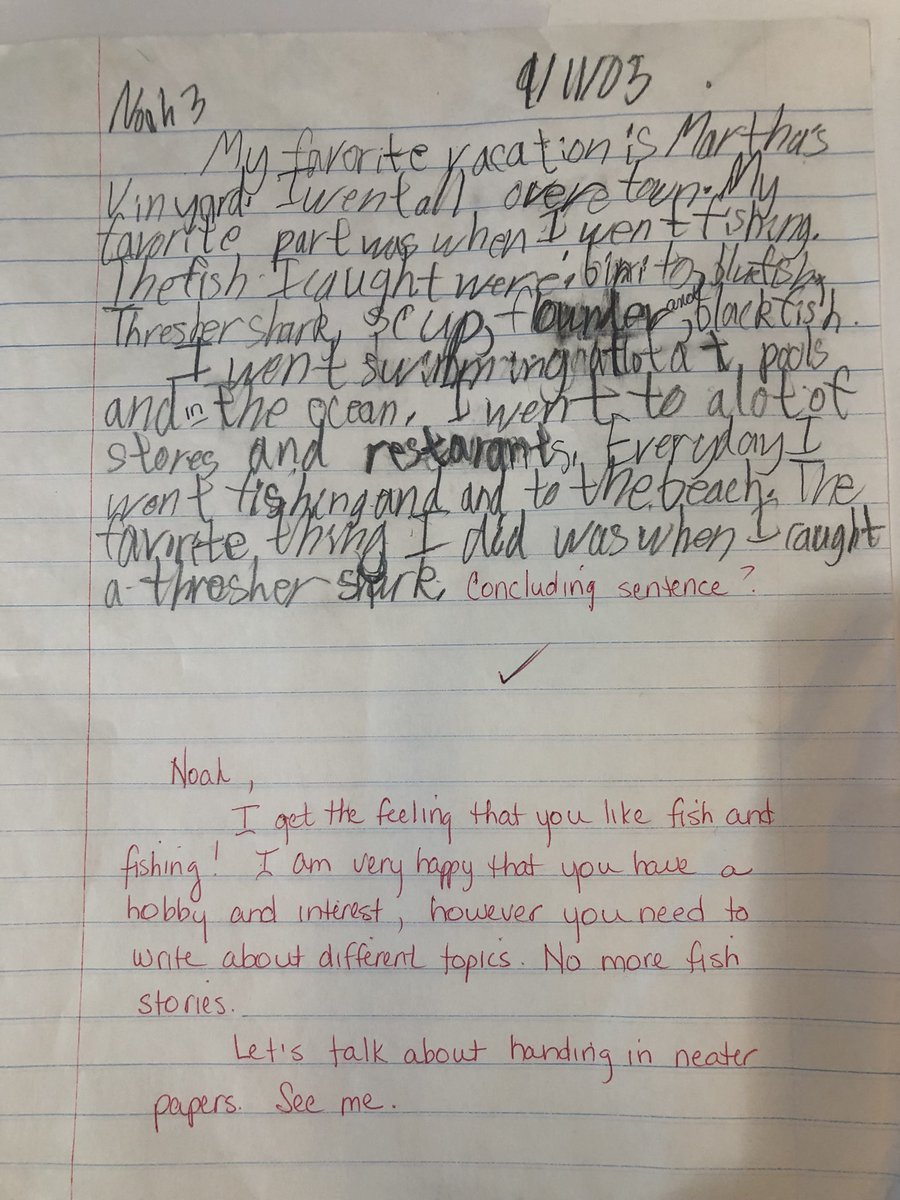 Noah 3 9/11/03
My favorite vacation is Martha's
Vinyard. I went all over town. My
favorite part was when I went fishing.
The fish I caught were; binito, bluefish,
Thresher shark, scup, flounder, and blackfish.
I went swimming alot at pools
and in the ocean. I went to a lot of
stores and restarants. Everyday I
went fishing and and to the beach. The
favorite thing I did was when I caught
a thresher shark. Concluding sentence?
Noah,
I get the feeling that you like fish and
fishing! I am very happy that you have a
hobby and interest, however you need to
write about different topics. No more fish
stories.
Let's talk about handing in neater
papers. See me.